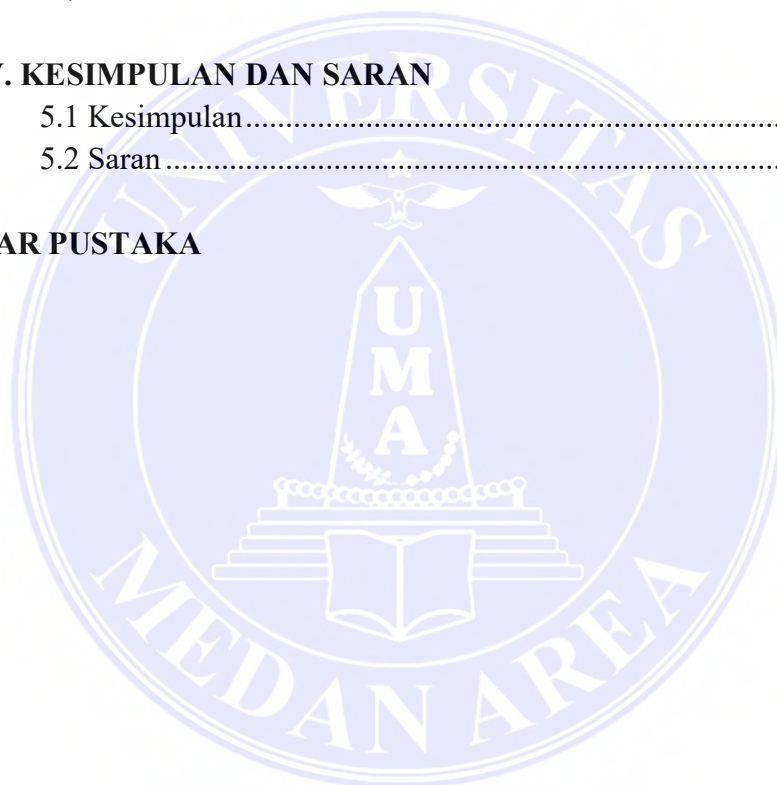 V. KESIMPULAN DAN SARAN
5.1 Kesimpulan...............................................................................
5.2 Saran.........................................................................................
AR PUSTAKA
UNIVERSITAS
UMA
MEDAN AREA